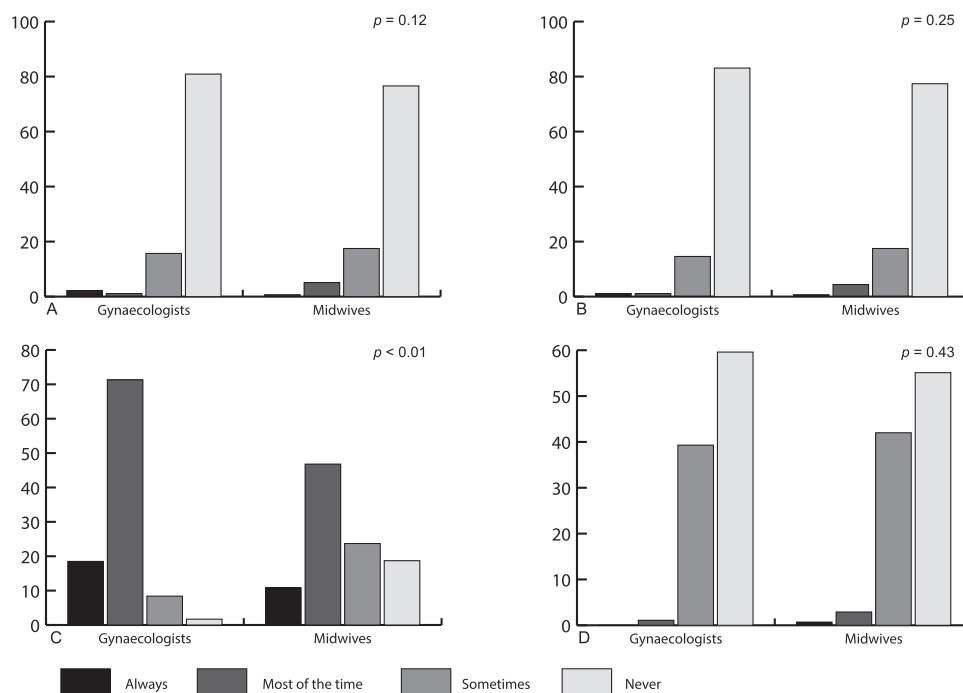 p = 0.12
100
80
60
40
20
0
A
Gynaecologists
Midwives
p = 0.25
100
80
60
40
20
0
B
Gynaecologists
Midwives
p < 0.01
80
70
60
50
40
30
20
10
0
C
Gynaecologists
Midwives
p = 0.43
60
50
40
30
20
10
0
D
Gynaecologists
Midwives
Always Most of the time Sometimes Never